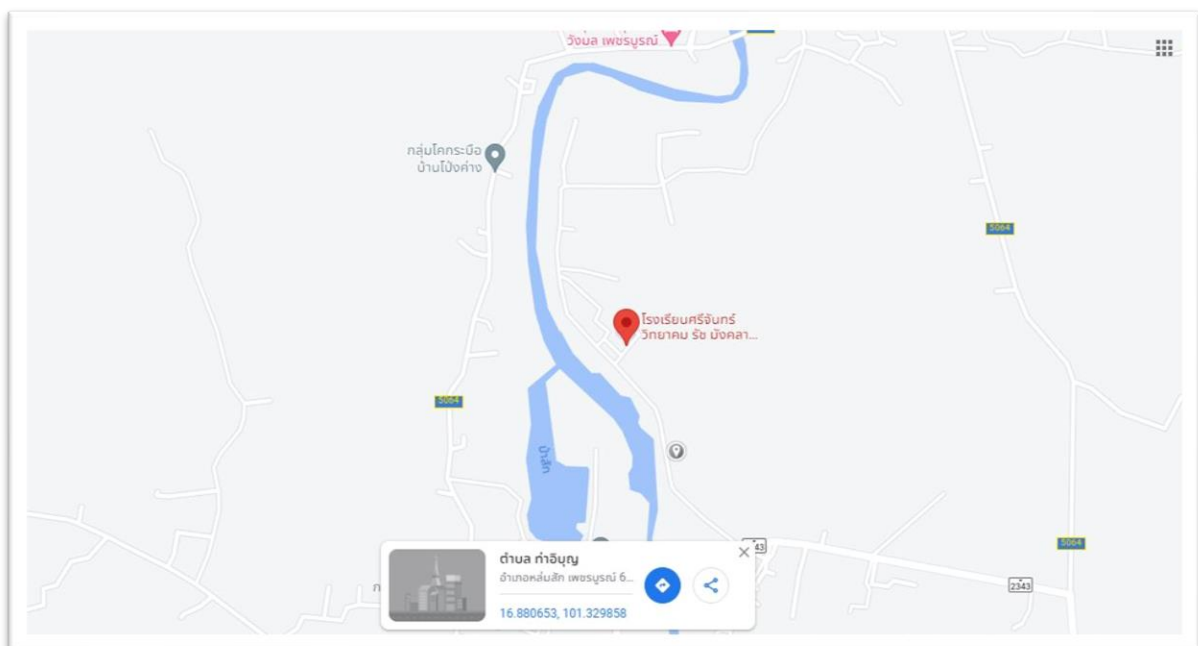 วังมล เพชรบูรณ์
กลุ่มโคกระบือ
บ้านโป่งค่าง
5064
โรงเรียนศรีจันทร์
วิทยาคม รัช มังคลา...
5064
ป่าสัก
5064
2343
ตำบล ท่าอิบุญ
อำเภอหล่มสัก เพชรบูรณ์ 6...
16.880653, 101.329858